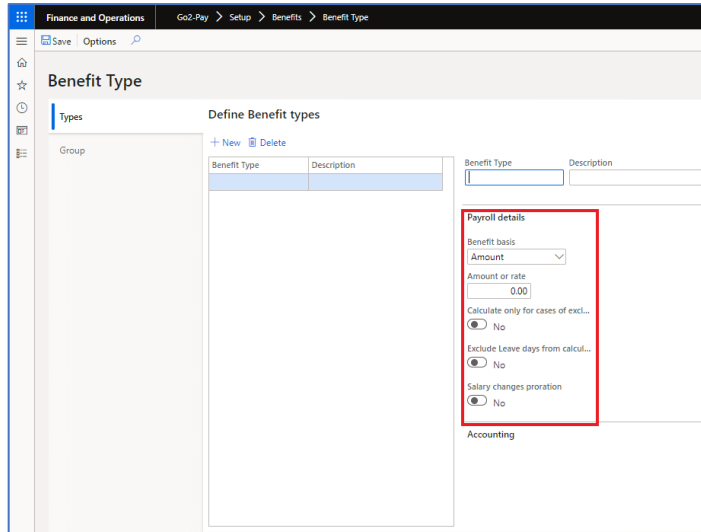 Finance and Operations Go2-Pay > Setup > Benefits > Benefit Type
Save Options
Benefit Type
Types
Group
Define Benefit types
+ New Delete
Benefit Type Description
Benefit Type Description
Payroll details
Benefit basis
Amount
Amount or rate
0.00
Calculate only for cases of excl...
No
Exclude Leave days from calcul...
No
Salary changes proration
No
Accounting